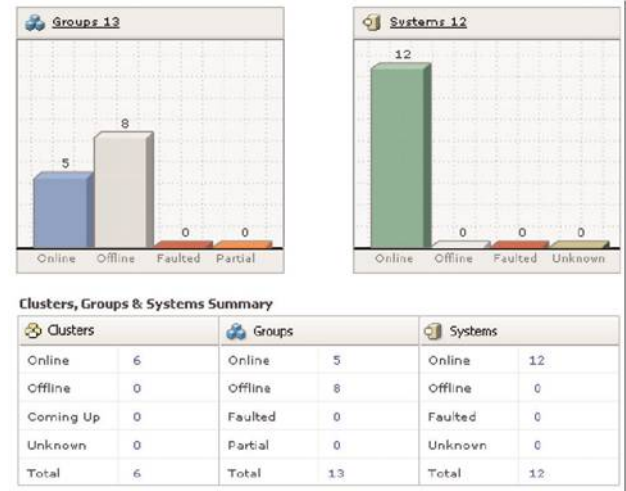 Groups 13
8
5
0
0
Online Offline Faulted Partial
Systems 12
12
0
0
0
Online Offline Faulted Unknown
Clusters, Groups & Systems Summary
Clusters Groups Systems
Online 6 Online 5 Online 12
Offline 0 Offline 8 Offline 0
Coming Up 0 Faulted 0 Faulted 0
Unknown 0 Partial 0 Unknown 0
Total 6 Total 13 Total 12